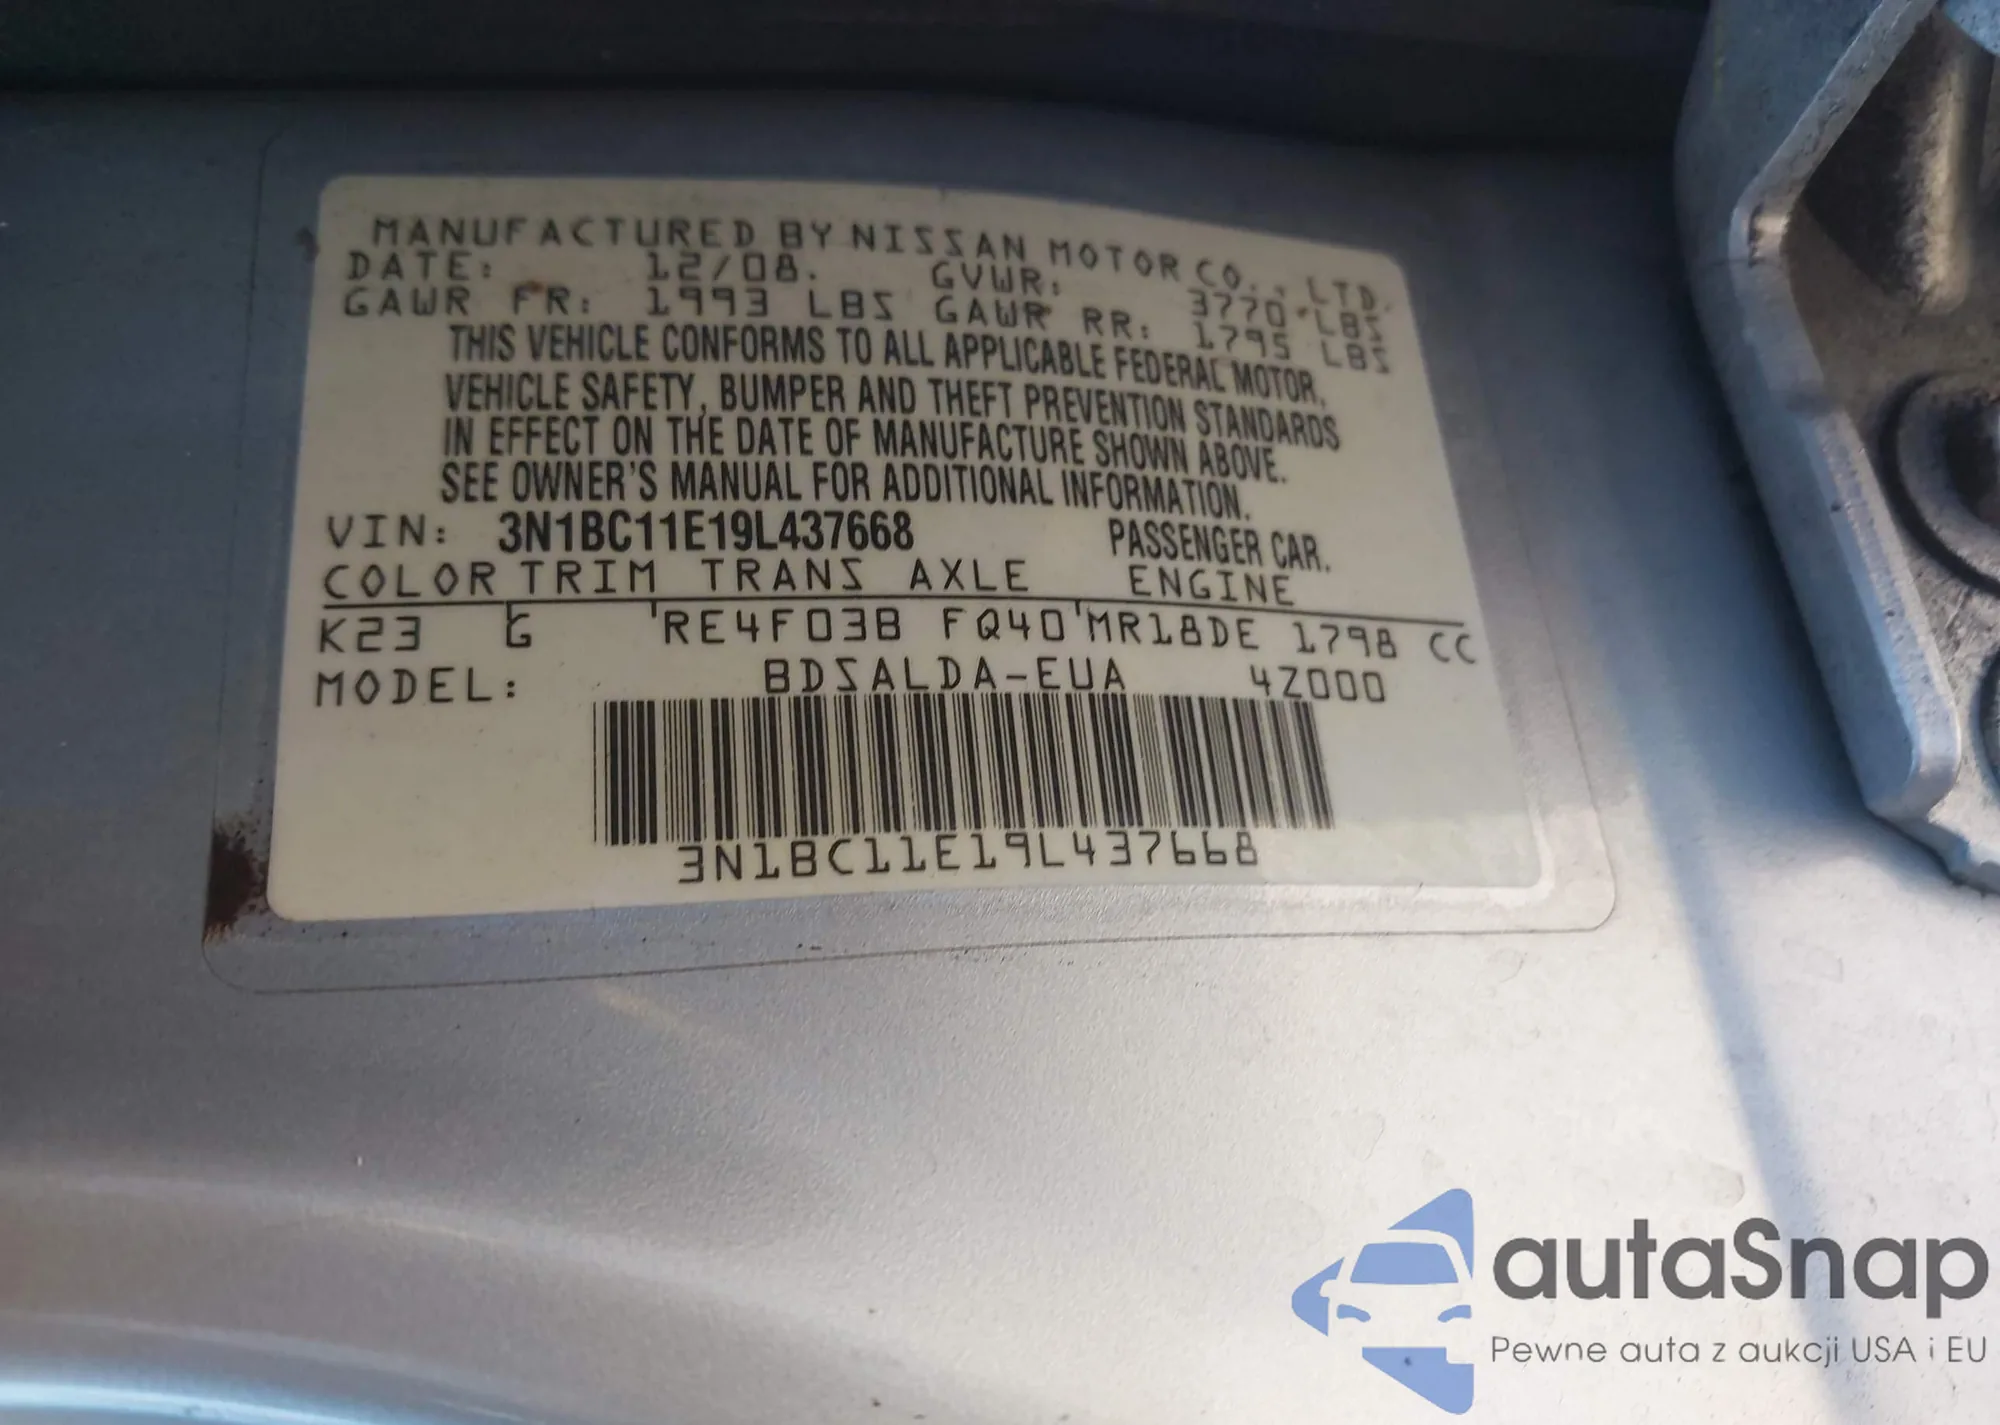 MANUFACTURED BY NISSAN MOTOR CO., LTD.
DATE: 12/08. GVWR: 3770 LBS
GAWR FR: 1993 LBS GAWR RR: 1795 LBS
THIS VEHICLE CONFORMS TO ALL APPLICABLE FEDERAL MOTOR
VEHICLE SAFETY, BUMPER AND THEFT PREVENTION STANDARDS
IN EFFECT ON THE DATE OF MANUFACTURE SHOWN ABOVE.
SEE OWNER'S MANUAL FOR ADDITIONAL INFORMATION.
VIN: 3N1BC11E19L437668 PASSENGER CAR.
COLOR TRIM TRANS AXLE ENGINE
K23 G RE4F03B FQ40 MR18DE 1798 CC
MODEL: BDSALDA-EUA 4Z000
3N1BC11E19L437668
autaSnap
Pewne auta z aukcji USA i EU